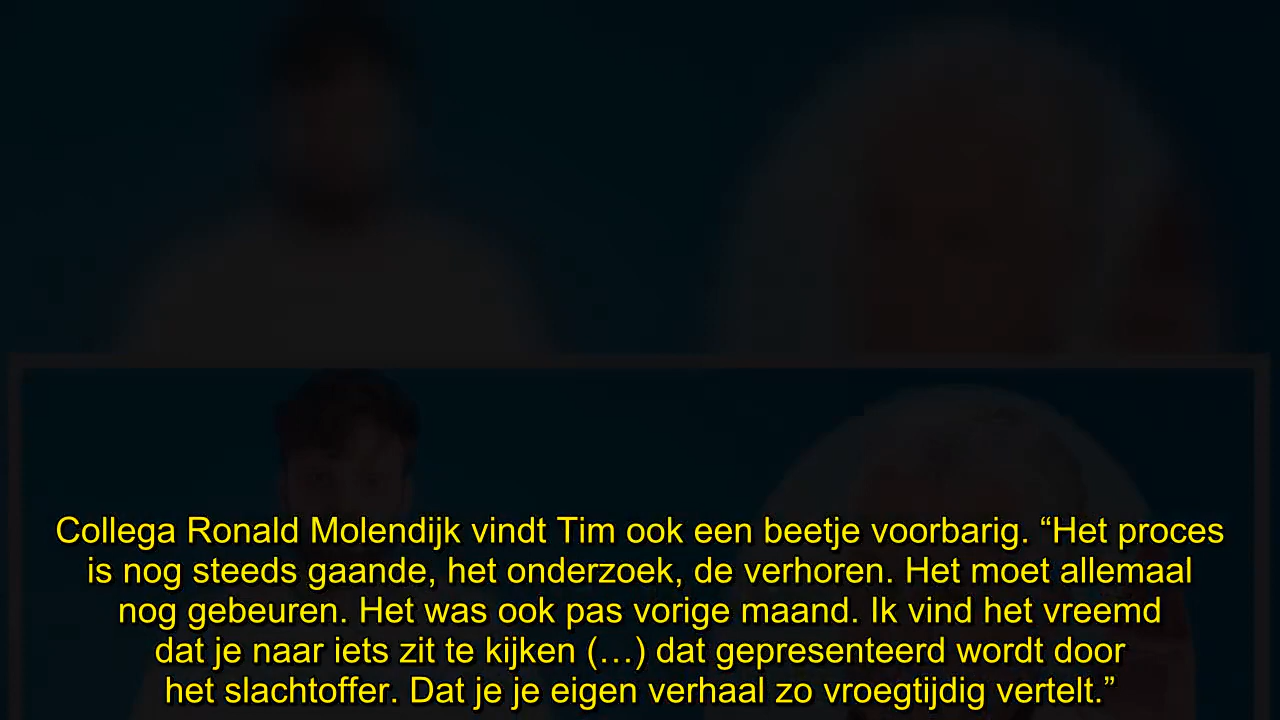 Collega Ronald Molendijk vindt Tim ook een beetje voorbarig. “Het proces
is nog steeds gaande, het onderzoek, de verhoren. Het moet allemaal
nog gebeuren. Het was ook pas vorige maand. Ik vind het vreemd
dat je naar iets zit te kijken (…) dat gepresenteerd wordt door
het slachtoffer. Dat je je eigen verhaal zo vroegtijdig vertelt.”